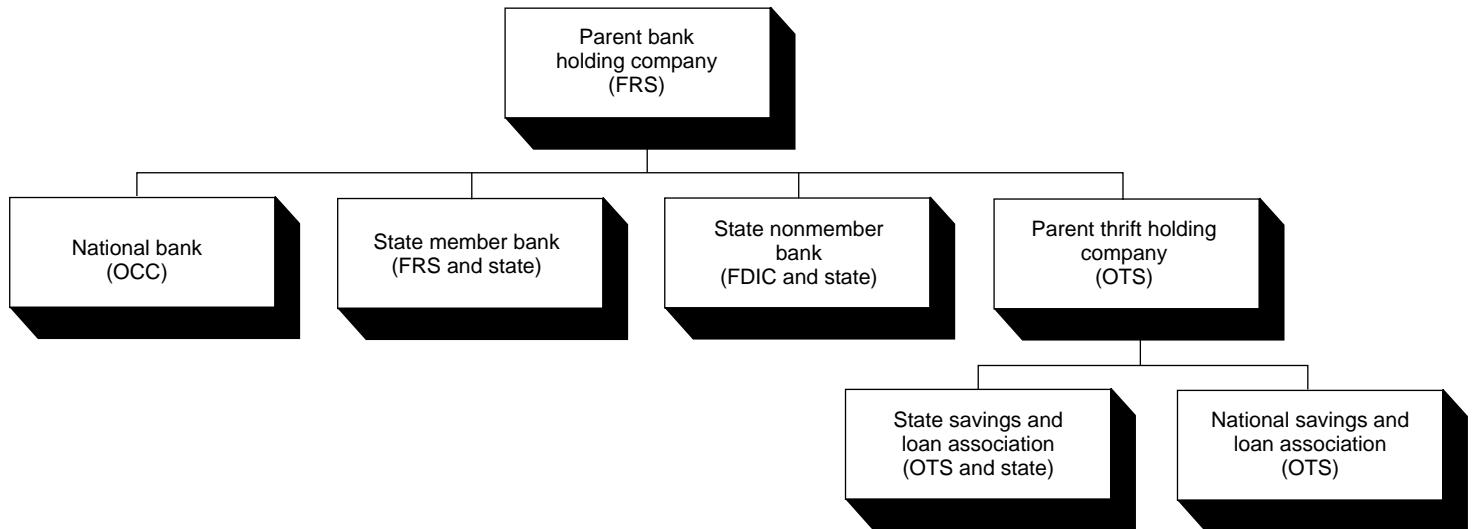 Parent bank
holding company
(FRS)
National bank
(OCC)
State member bank
(FRS and state)
State nonmember
bank
(FDIC and state)
Parent thrift holding
company
(OTS)
State savings and
loan association
(OTS and state)
National savings and
loan association
(OTS)